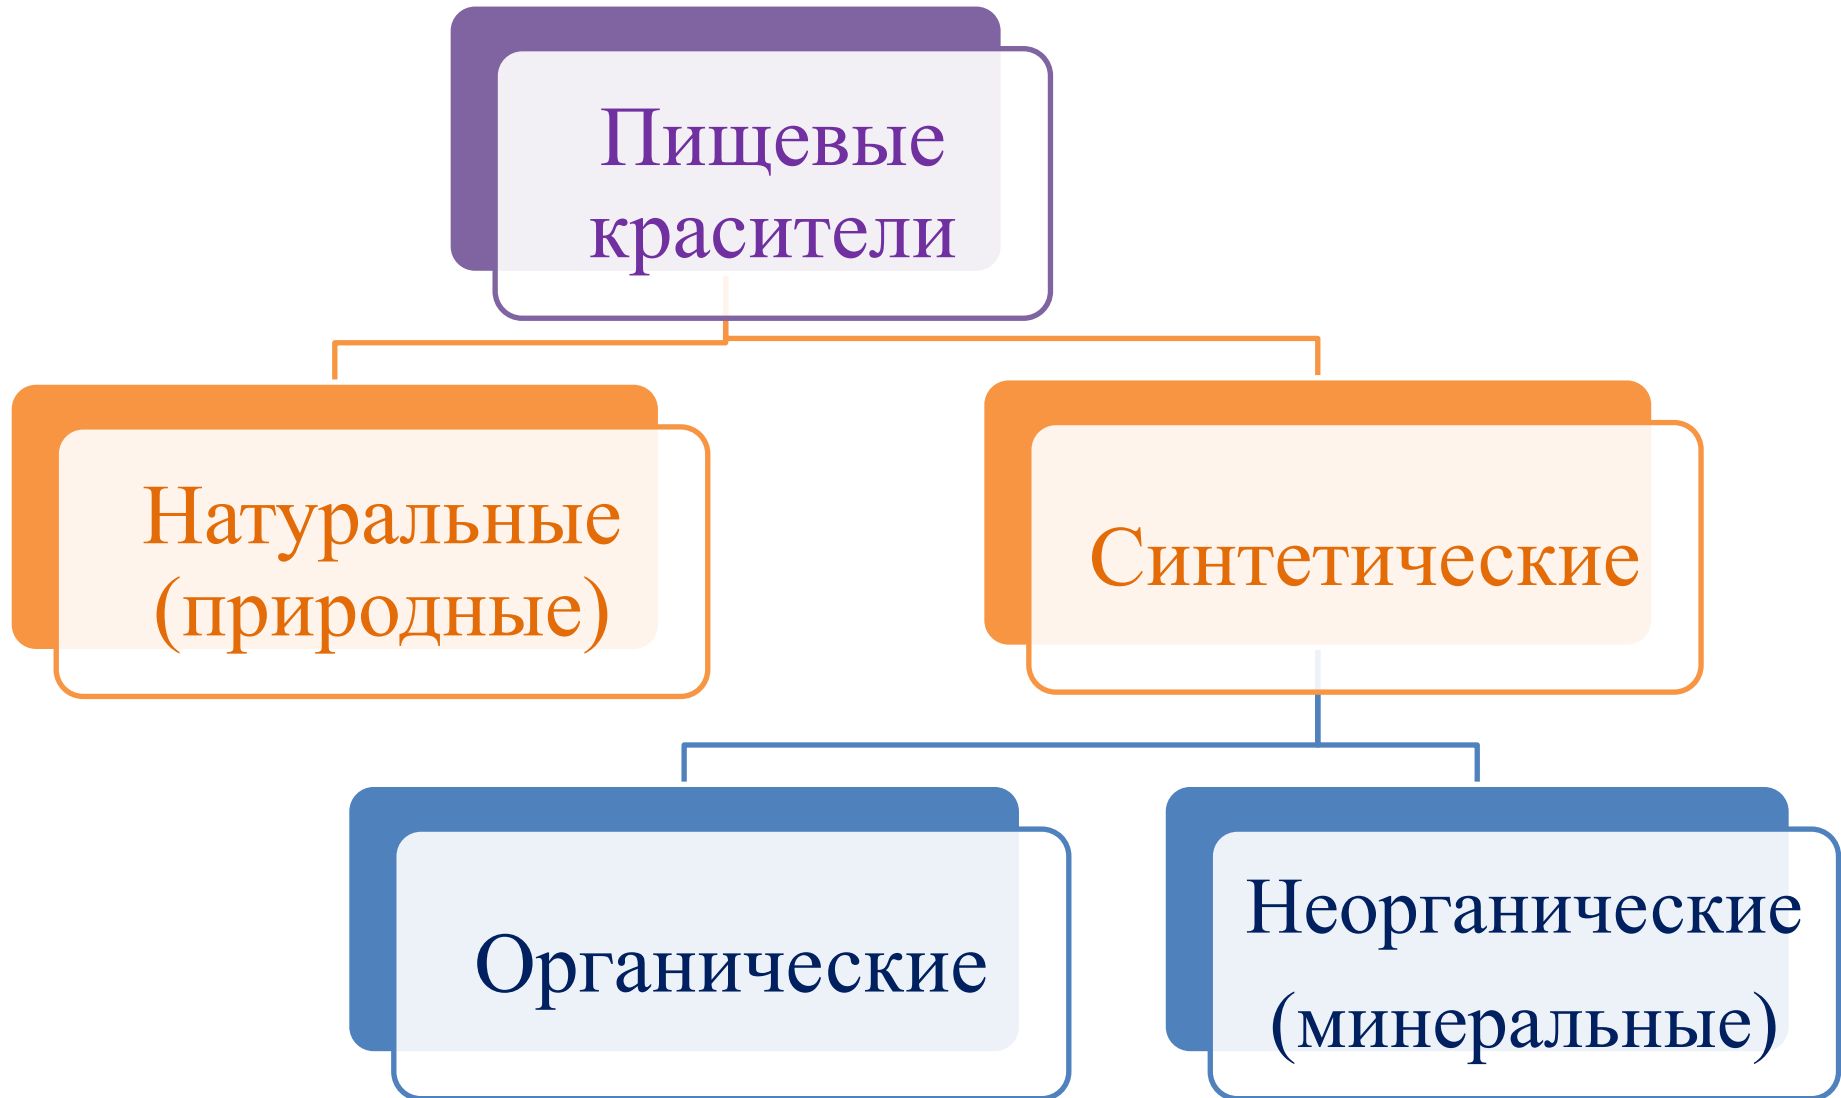 Пищевые
красители
Натуральные
(природные)
Синтетические
Органические
Неорганические
(минеральные)